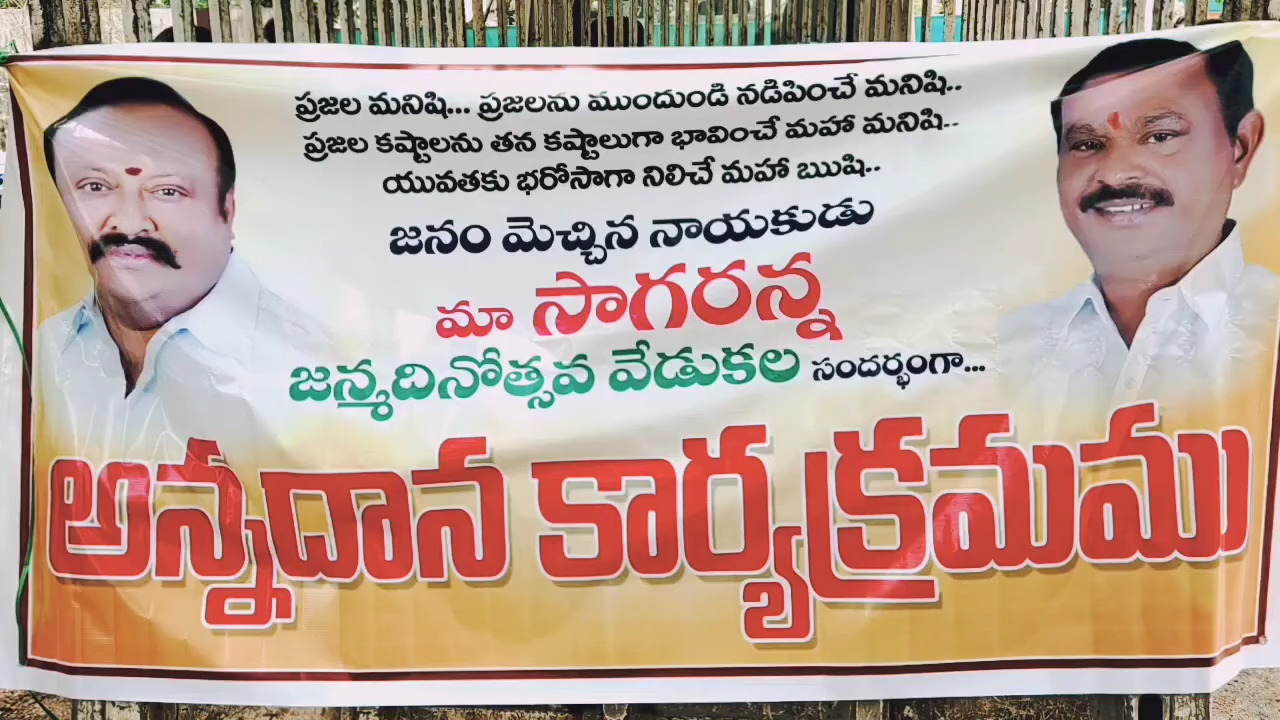 ప్రజల మనిషి... ప్రజలను ముందుండి నడిపించే మనిషి..
ప్రజల కష్టాలను తన కష్టాలుగా భావించే మహా మనిషి..
యువతకు భరోసాగా నిలిచే మహా ఋషి..
జనం మెచ్చిన నాయకుడు
మా సాగరన్న
జన్మదినోత్సవ వేడుకల సందర్భంగా...
అన్నదాన కార్యక్రమము